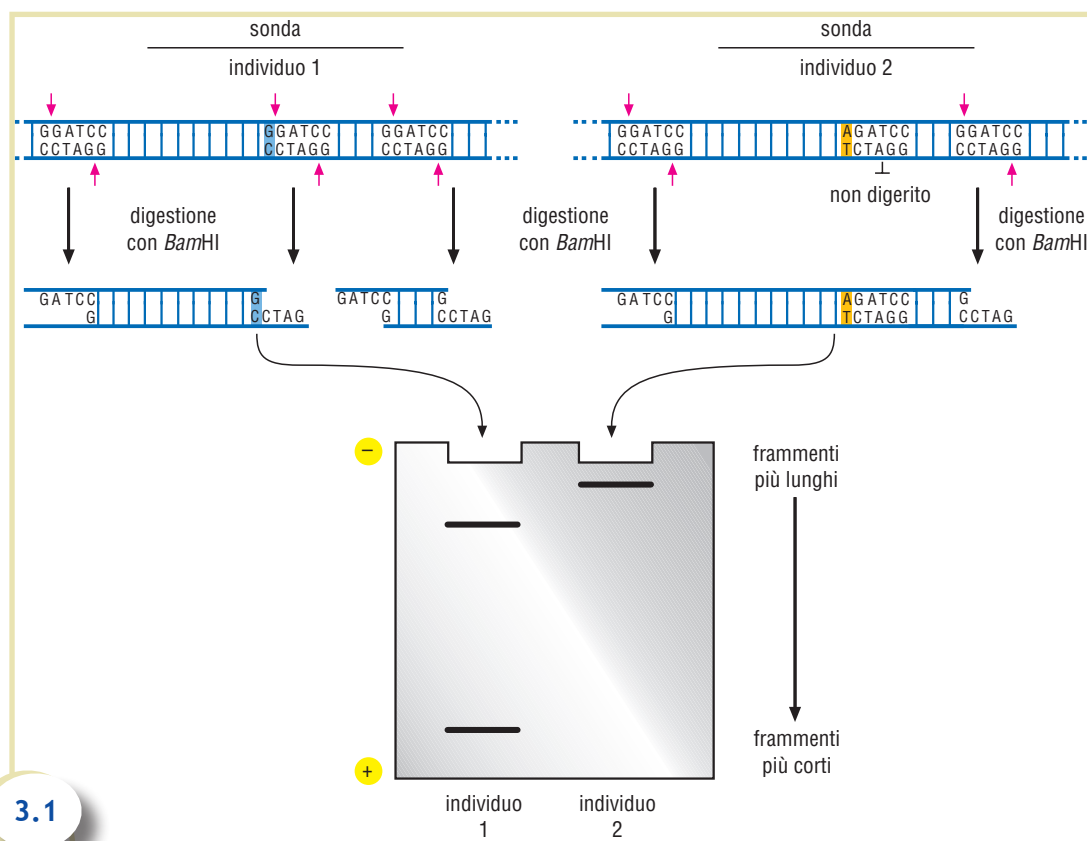 sonda
individuo 1
GGATCC
CCTAGG
GGATCC
CCTAGG
GGATCC
CCTAGG
digestione
con BamHI
GATCC
G
G
CCTAG
GATCC
G
G
CCTAG
sonda
individuo 2
GGATCC
CCTAGG
AGATCC
TCTAGG
GGATCC
CCTAGG
non digerito
digestione
con BamHI
digestione
con BamHI
GATCC
G
AGATCC
TCTAGG
G
CCTAG
−
+
frammenti
più lunghi
frammenti
più corti
individuo
1
individuo
2
3.1